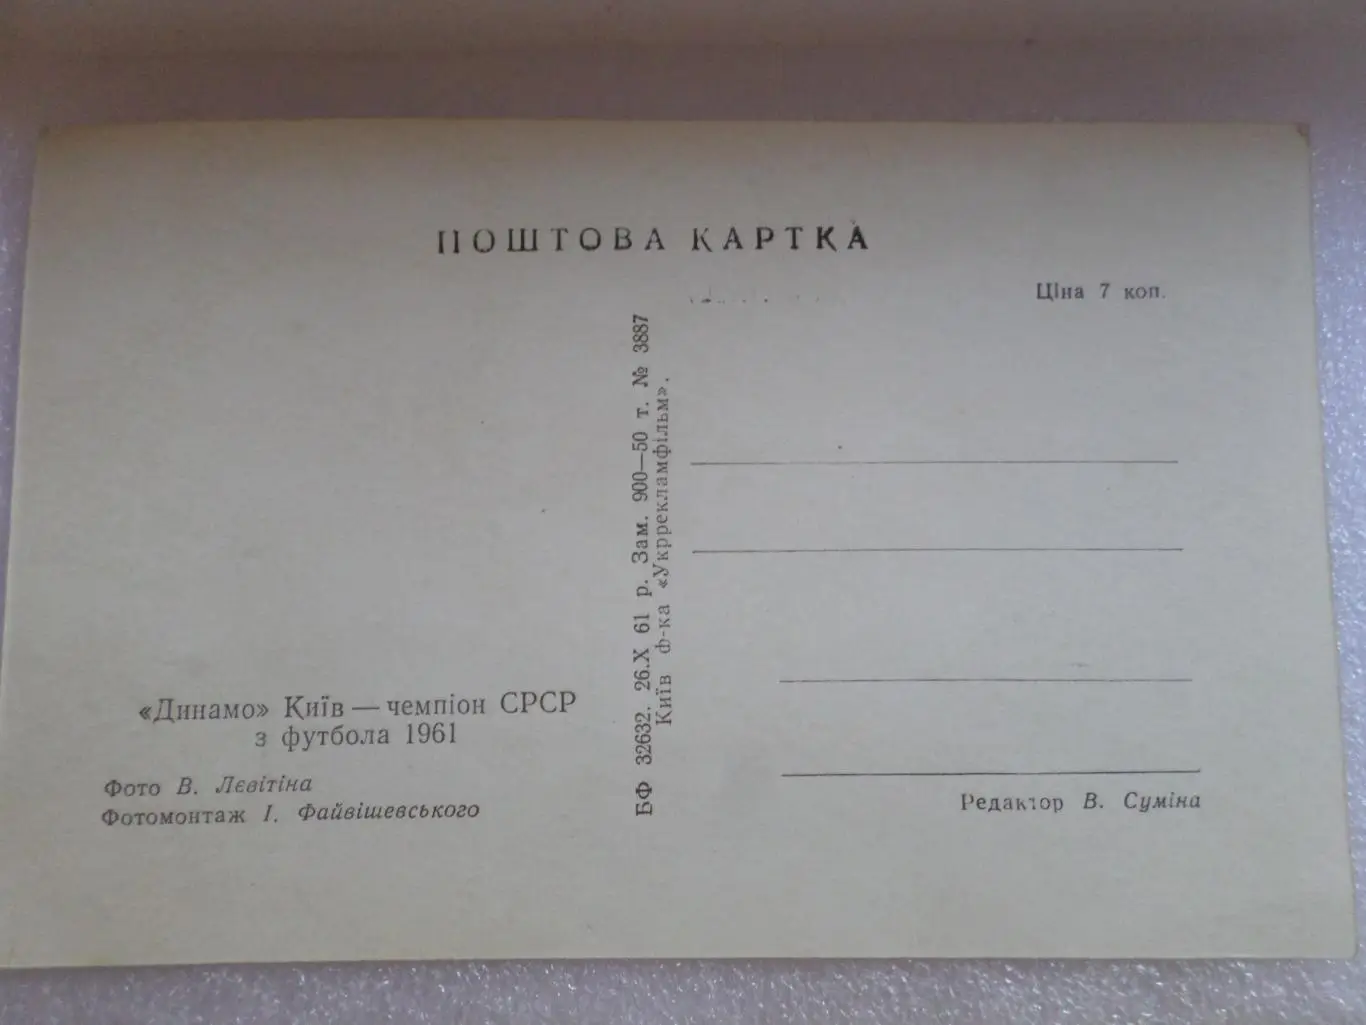 ПОШТОВА КАРТКА
Ціна 7 коп.
БФ 32632. 26.X 61 р. Зам. 900—50 т. № 3887
Київ ф-ка «Укррекламфільм».
«Динамо» Київ — чемпіон СРСР
з футбола 1961
Фото В. Лєвітіна
Фотомонтаж І. Файвішевського
Редактор В. Суміна